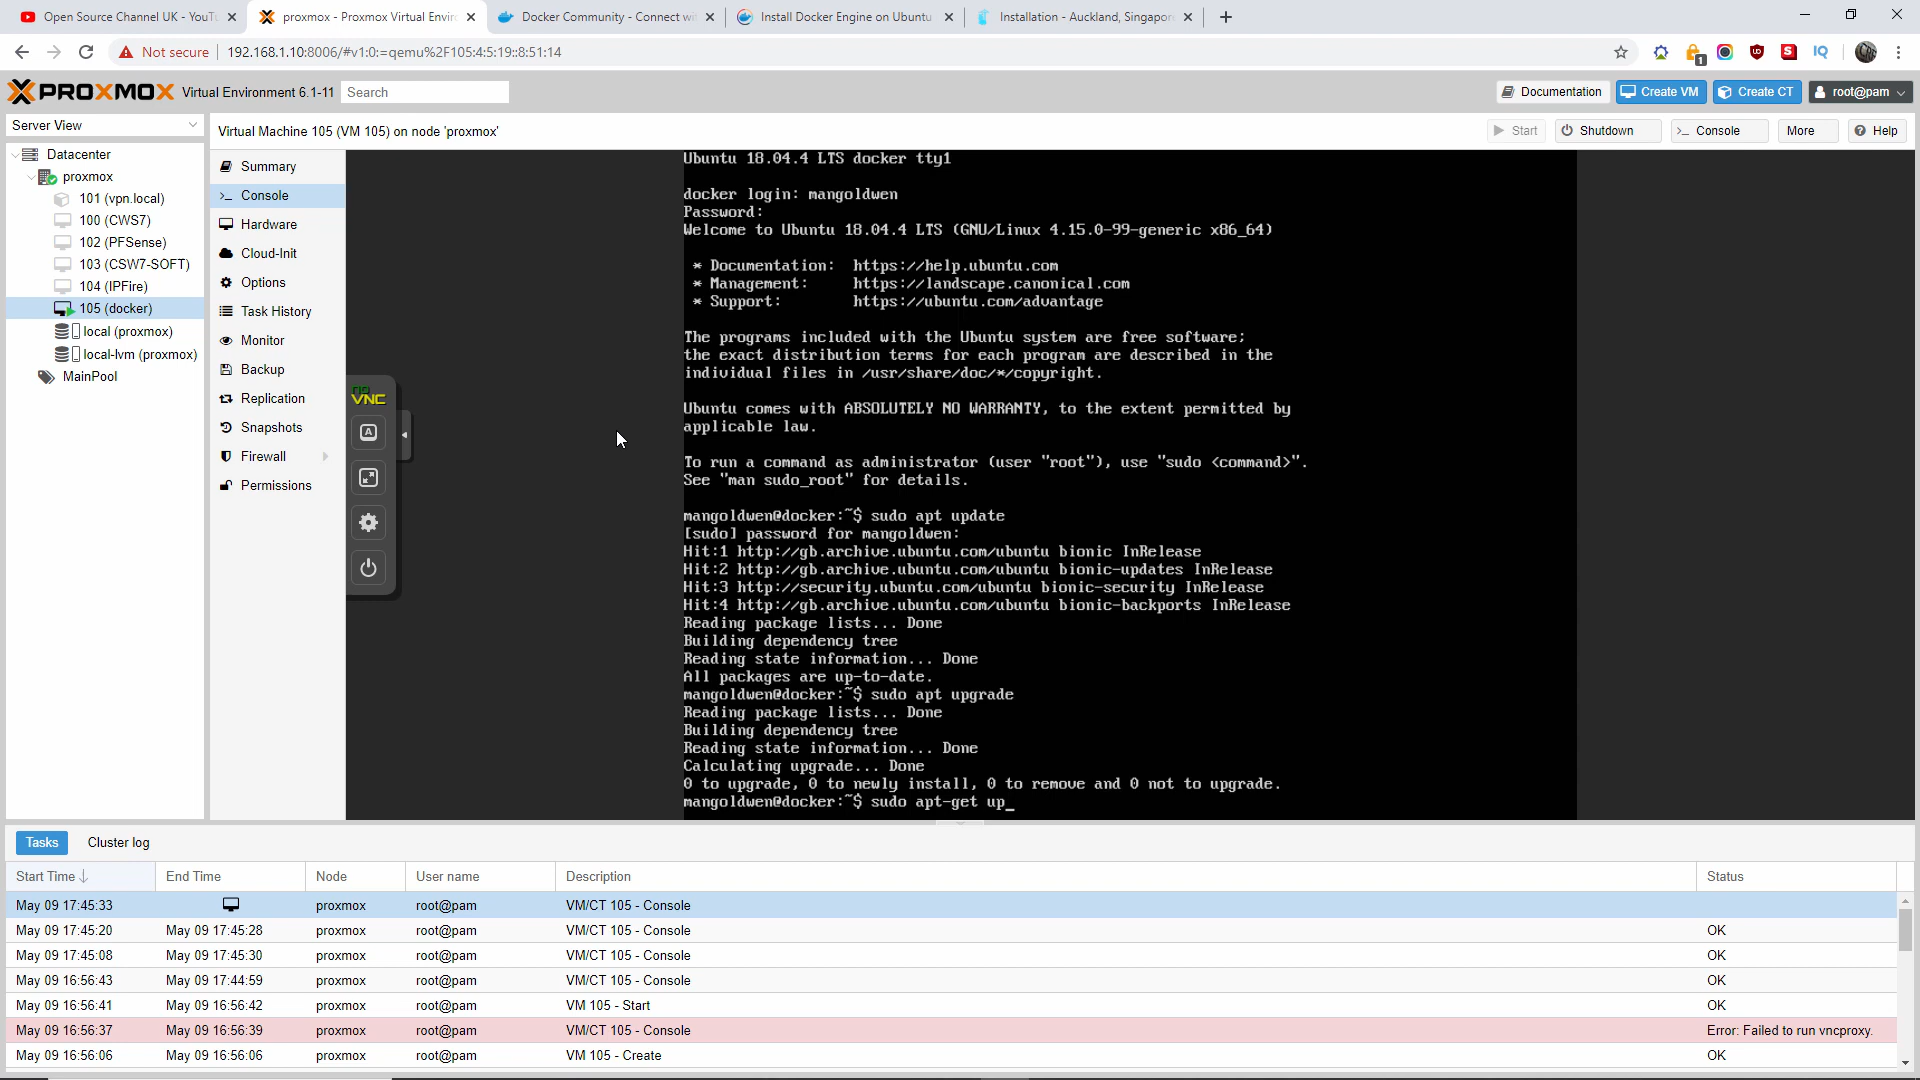 Open Source Channel UK - YouT
proxmox - Proxmox Virtual Enviro
Docker Community - Connect wi
Install Docker Engine on Ubuntu
Installation - Auckland, Singapor
Not secure
192.168.1.10:8006/#v1:0:=qemu%2F105:4:5:19::8:51:14
1
IQ
PROXMOX Virtual Environment 6.1-11
Search
Documentation
Create VM
Create CT
root@pam
Server View
Virtual Machine 105 (VM 105) on node 'proxmox'
Start
Shutdown
Console
More
Help
Datacenter
proxmox
101 (vpn.local)
100 (CWS7)
102 (PFSense)
103 (CSW7-SOFT)
104 (IPFire)
105 (docker)
local (proxmox)
local-lvm (proxmox)
MainPool
Summary
>_ Console
Hardware
Cloud-Init
Options
Task History
Monitor
Backup
Replication
Snapshots
Firewall
Permissions
no
VNC
A
Ubuntu 18.04.4 LTS docker tty1
docker login: mangoldwen
Password:
Welcome to Ubuntu 18.04.4 LTS (GNU/Linux 4.15.0-99-generic x86_64)
* Documentation: https://help.ubuntu.com
* Management: https://landscape.canonical.com
* Support: https://ubuntu.com/advantage
The programs included with the Ubuntu system are free software;
the exact distribution terms for each program are described in the
individual files in /usr/share/doc/*/copyright.
Ubuntu comes with ABSOLUTELY NO WARRANTY, to the extent permitted by
applicable law.
To run a command as administrator (user "root"), use "sudo <command>".
See "man sudo_root" for details.
mangoldwen@docker:~$ sudo apt update
[sudo] password for mangoldwen:
Hit:1 http://gb.archive.ubuntu.com/ubuntu bionic InRelease
Hit:2 http://gb.archive.ubuntu.com/ubuntu bionic-updates InRelease
Hit:3 http://security.ubuntu.com/ubuntu bionic-security InRelease
Hit:4 http://gb.archive.ubuntu.com/ubuntu bionic-backports InRelease
Reading package lists... Done
Building dependency tree
Reading state information... Done
All packages are up-to-date.
mangoldwen@docker:~$ sudo apt upgrade
Reading package lists... Done
Building dependency tree
Reading state information... Done
Calculating upgrade... Done
0 to upgrade, 0 to newly install, 0 to remove and 0 not to upgrade.
mangoldwen@docker:~$ sudo apt-get up_
Tasks
Cluster log
Start Time End Time Node User name Description Status
May 09 17:45:33 proxmox root@pam VM/CT 105 - Console
May 09 17:45:20 May 09 17:45:28 proxmox root@pam VM/CT 105 - Console OK
May 09 17:45:08 May 09 17:45:30 proxmox root@pam VM/CT 105 - Console OK
May 09 16:56:43 May 09 17:44:59 proxmox root@pam VM/CT 105 - Console OK
May 09 16:56:41 May 09 16:56:42 proxmox root@pam VM 105 - Start OK
May 09 16:56:37 May 09 16:56:39 proxmox root@pam VM/CT 105 - Console Error: Failed to run vncproxy.
May 09 16:56:06 May 09 16:56:06 proxmox root@pam VM 105 - Create OK